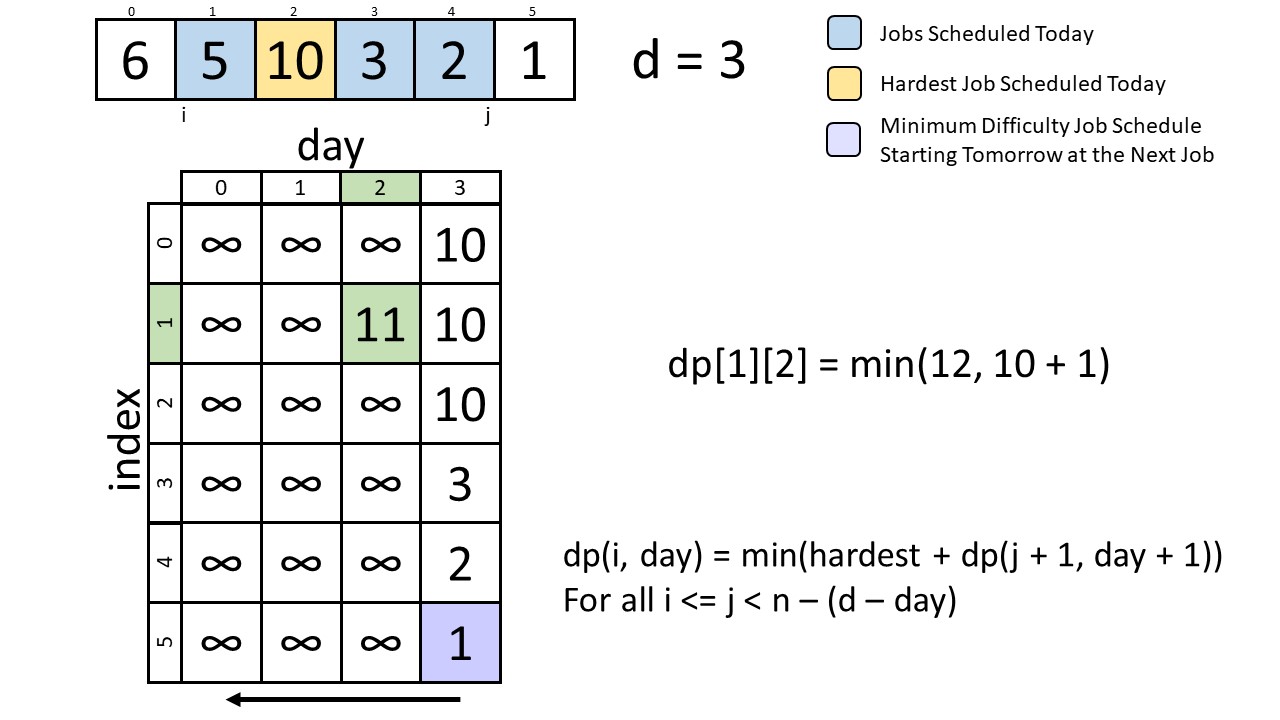 0 1 2 3 4 5
6 5 10 3 2 1
i j
d = 3
Jobs Scheduled Today
Hardest Job Scheduled Today
Minimum Difficulty Job Schedule
Starting Tomorrow at the Next Job
day
0 1 2 3
index
0 ∞ ∞ ∞ 10
1 ∞ ∞ 11 10
2 ∞ ∞ ∞ 10
3 ∞ ∞ ∞ 3
4 ∞ ∞ ∞ 2
5 ∞ ∞ ∞ 1
dp[1][2] = min(12, 10 + 1)
dp(i, day) = min(hardest + dp(j + 1, day + 1))
For all i <= j < n – (d – day)